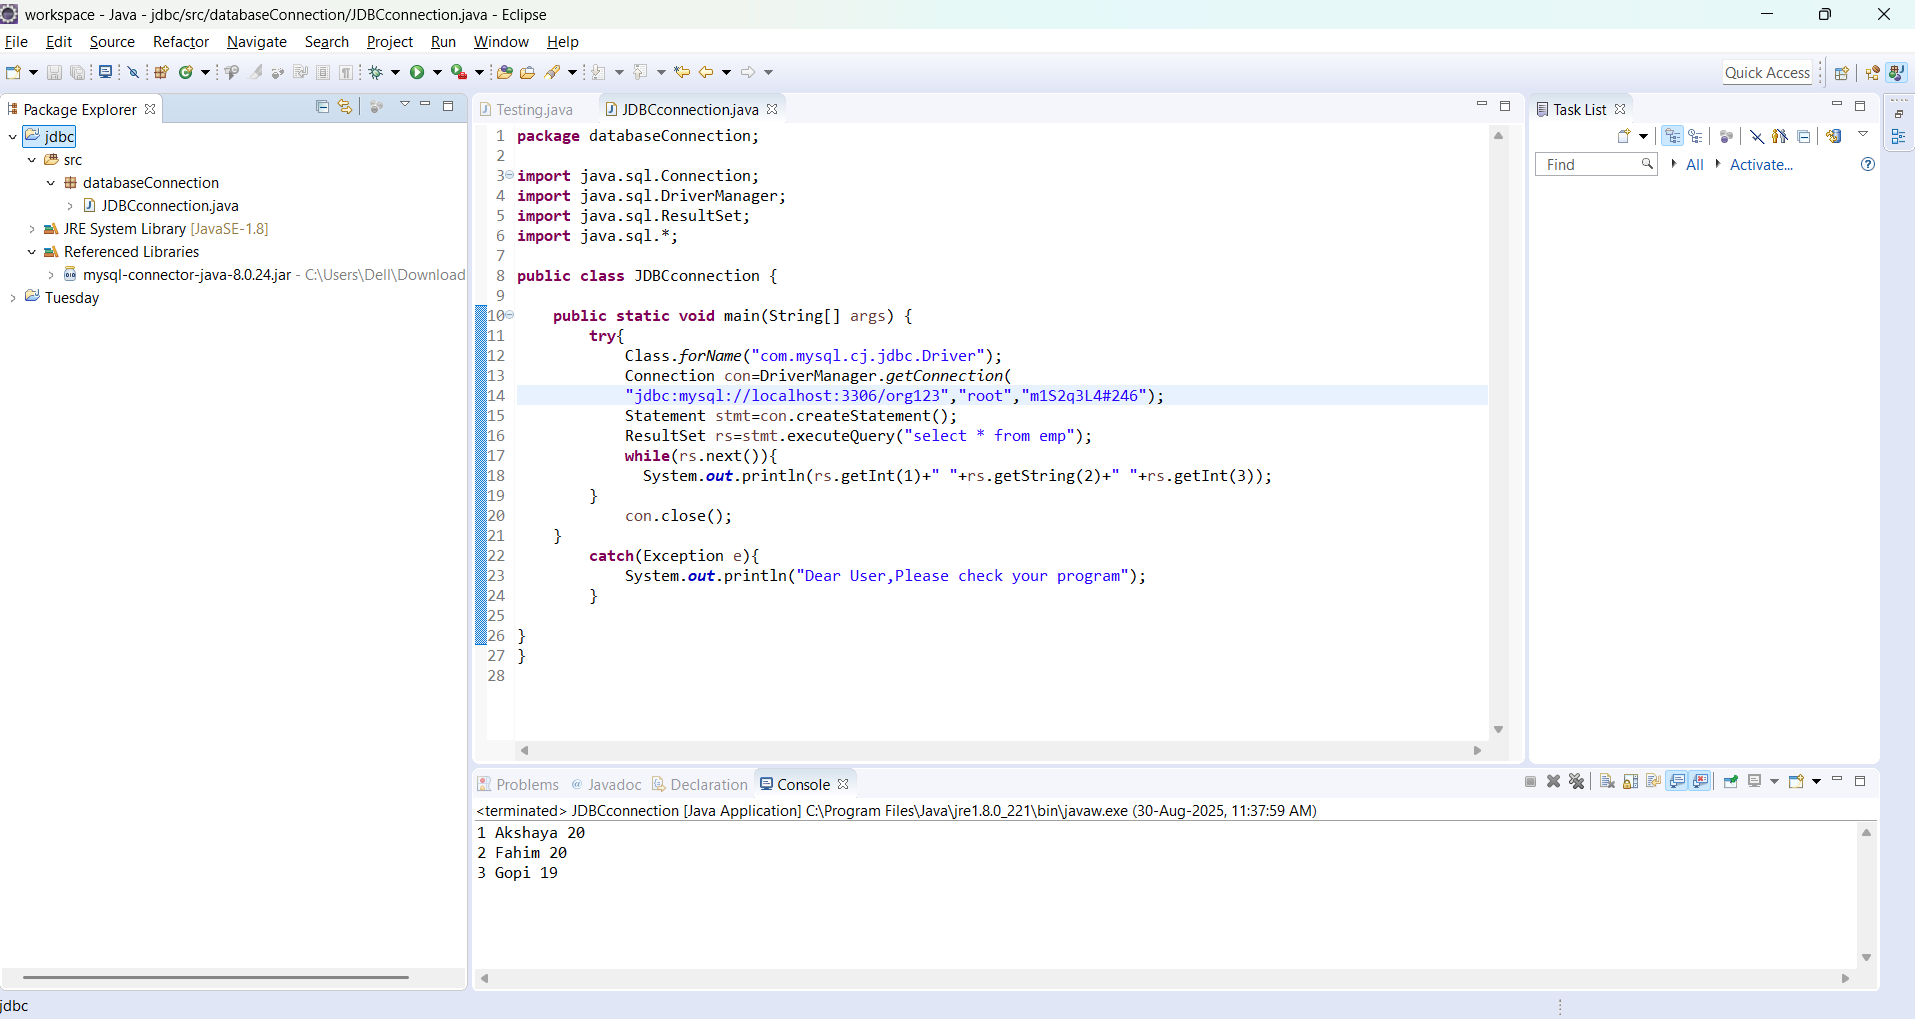 workspace - Java - jdbc/src/databaseConnection/JDBCconnection.java - Eclipse
File Edit Source Refactor Navigate Search Project Run Window Help
Quick Access
Package Explorer
jdbc
src
databaseConnection
JDBCconnection.java
JRE System Library [JavaSE-1.8]
Referenced Libraries
mysql-connector-java-8.0.24.jar - C:\Users\Dell\Download
Tuesday
Testing.java JDBCconnection.java
1 package databaseConnection;
2
3 import java.sql.Connection;
4 import java.sql.DriverManager;
5 import java.sql.ResultSet;
6 import java.sql.*;
7
8 public class JDBCconnection {
9
10 public static void main(String[] args) {
11 try{
12 Class.forName("com.mysql.cj.jdbc.Driver");
13 Connection con=DriverManager.getConnection(
14 "jdbc:mysql://localhost:3306/org123","root","m1S2q3L4#246");
15 Statement stmt=con.createStatement();
16 ResultSet rs=stmt.executeQuery("select * from emp");
17 while(rs.next()){
18 System.out.println(rs.getInt(1)+" "+rs.getString(2)+" "+rs.getInt(3));
19 }
20 con.close();
21 }
22 catch(Exception e){
23 System.out.println("Dear User,Please check your program");
24 }
25
26 }
27 }
28
Task List
Find All Activate...
Problems @ Javadoc Declaration Console
<terminated> JDBCconnection [Java Application] C:\Program Files\Java\jre1.8.0_221\bin\javaw.exe (30-Aug-2025, 11:37:59 AM)
1 Akshaya 20
2 Fahim 20
3 Gopi 19
jdbc